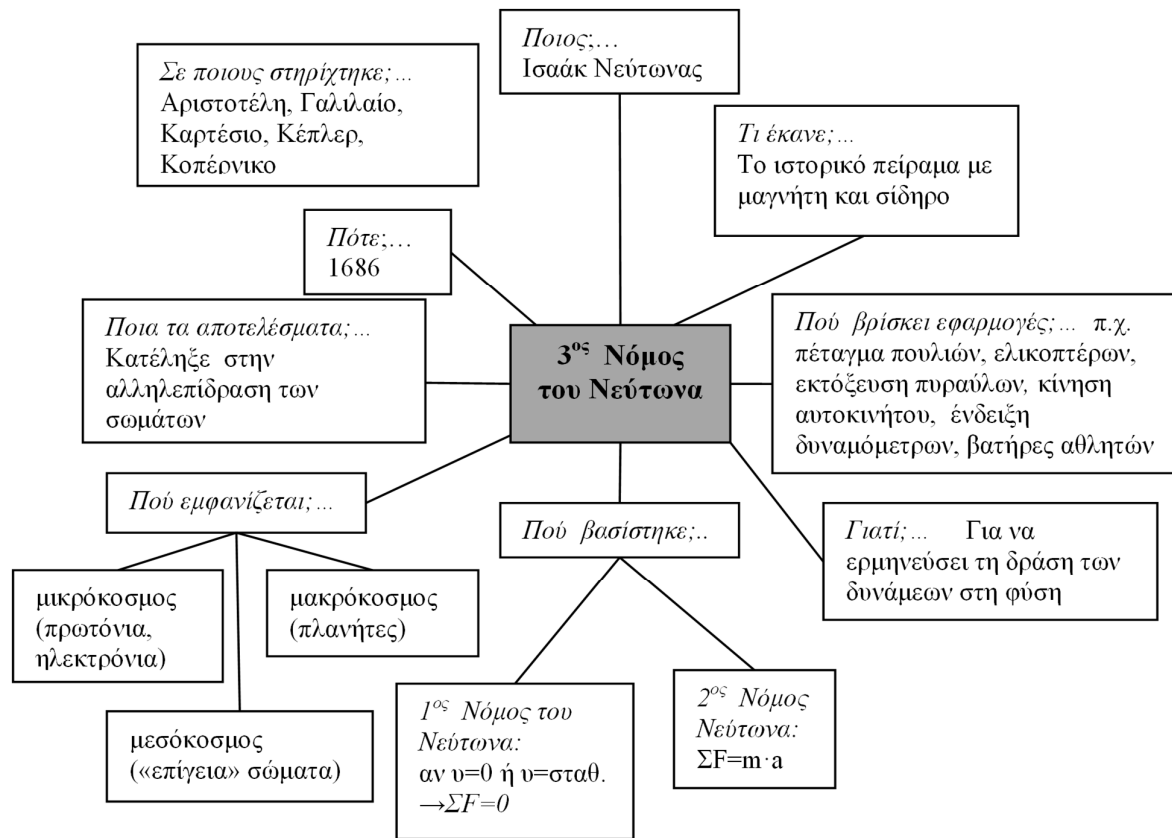 Ποιος;…
Ισαάκ Νεύτωνας
Σε ποιους στηρίχτηκε;…
Αριστοτέλη, Γαλιλαίο,
Καρτέσιο, Κέπλερ,
Κοπέρνικο
Τι έκανε;…
Το ιστορικό πείραμα με
μαγνήτη και σίδηρο
Πότε;…
1686
Ποια τα αποτελέσματα;…
Κατέληξε στην
αλληλεπίδραση των
σωμάτων
3ος Νόμος
του Νεύτωνα
Πού βρίσκει εφαρμογές;… π.χ.
πέταγμα πουλιών, ελικοπτέρων,
εκτόξευση πυραύλων, κίνηση
αυτοκινήτου, ένδειξη
δυναμόμετρων, βατήρες αθλητών
Πού εμφανίζεται;…
Πού βασίστηκε;..
Γιατί;… Για να
ερμηνεύσει τη δράση των
δυνάμεων στη φύση
μικρόκοσμος
(πρωτόνια,
ηλεκτρόνια)
μακρόκοσμος
(πλανήτες)
μεσόκοσμος
(«επίγεια» σώματα)
1ος Νόμος του
Νεύτωνα:
αν υ=0 ή υ=σταθ.
→ΣF=0
2ος Νόμος
Νεύτωνα:
ΣF=m·a